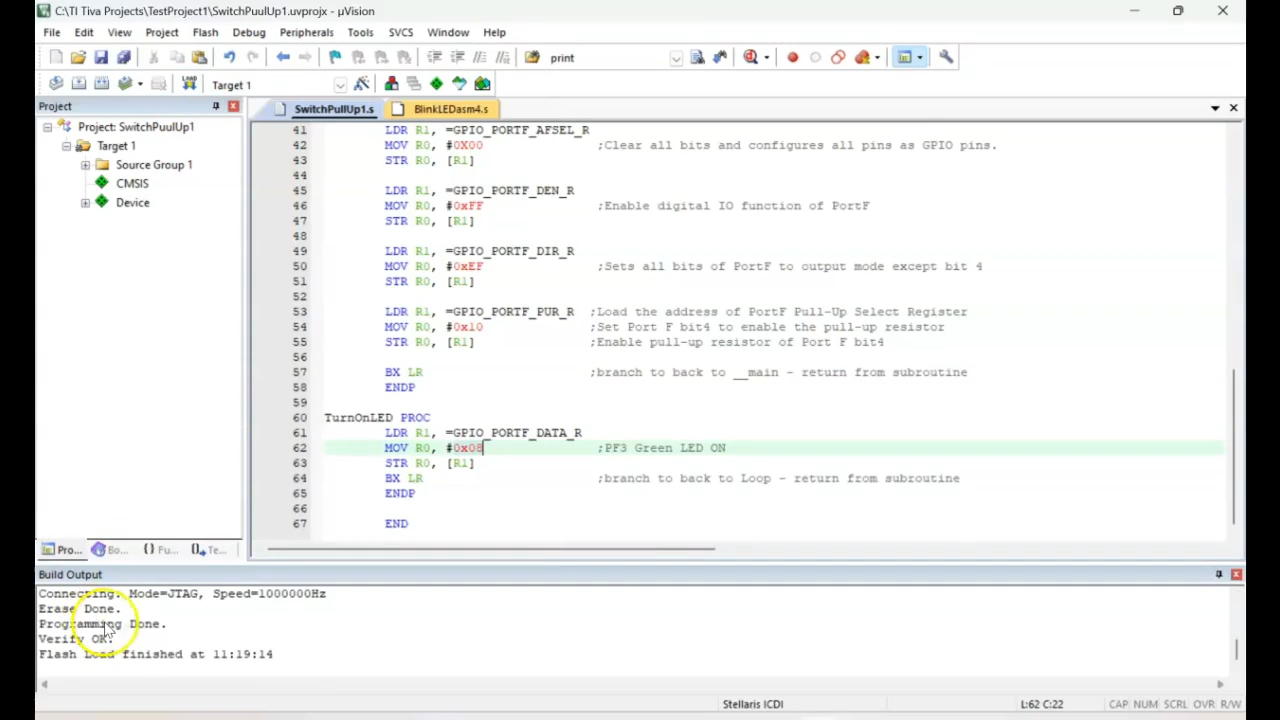 C:\TI Tiva Projects\TestProject1\SwitchPuulUp1.uvprojx - µVision
File Edit View Project Flash Debug Peripherals Tools SVCS Window Help
print
LOAD Target 1
Project
Project: SwitchPuulUp1
Target 1
Source Group 1
CMSIS
Device
SwitchPullUp1.s BlinkLEDasm4.s
41 LDR R1, =GPIO_PORTF_AFSEL_R
42 MOV R0, #0X00 ;Clear all bits and configures all pins as GPIO pins.
43 STR R0, [R1]
44
45 LDR R1, =GPIO_PORTF_DEN_R
46 MOV R0, #0xFF ;Enable digital IO function of PortF
47 STR R0, [R1]
48
49 LDR R1, =GPIO_PORTF_DIR_R
50 MOV R0, #0xEF ;Sets all bits of PortF to output mode except bit 4
51 STR R0, [R1]
52
53 LDR R1, =GPIO_PORTF_PUR_R ;Load the address of PortF Pull-Up Select Register
54 MOV R0, #0x10 ;Set Port F bit4 to enable the pull-up resistor
55 STR R0, [R1] ;Enable pull-up resistor of Port F bit4
56
57 BX LR ;branch to back to __main - return from subroutine
58 ENDP
59
60 TurnOnLED PROC
61 LDR R1, =GPIO_PORTF_DATA_R
62 MOV R0, #0x08 ;PF3 Green LED ON
63 STR R0, [R1]
64 BX LR ;branch to back to Loop - return from subroutine
65 ENDP
66
67 END
Pro... Bo... {} Pu... Te...
Build Output
Connecting: Mode=JTAG, Speed=1000000Hz
Erase Done.
Programming Done.
Verify OK.
Flash Load finished at 11:19:14
Stellaris ICDI L:62 C:22 CAP NUM SCRL OVR R/W